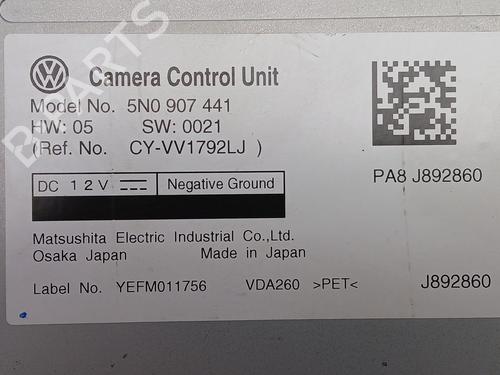 B-PARTS
Camera Control Unit
Model No. 5N0 907 441
HW: 05 SW: 0021
(Ref. No. CY-VV1792LJ )
PA8 J892860
DC 12V Negative Ground
Matsushita Electric Industrial Co.,Ltd.
Osaka Japan Made in Japan
Label No. YEFM011756 VDA260 >PET< J892860